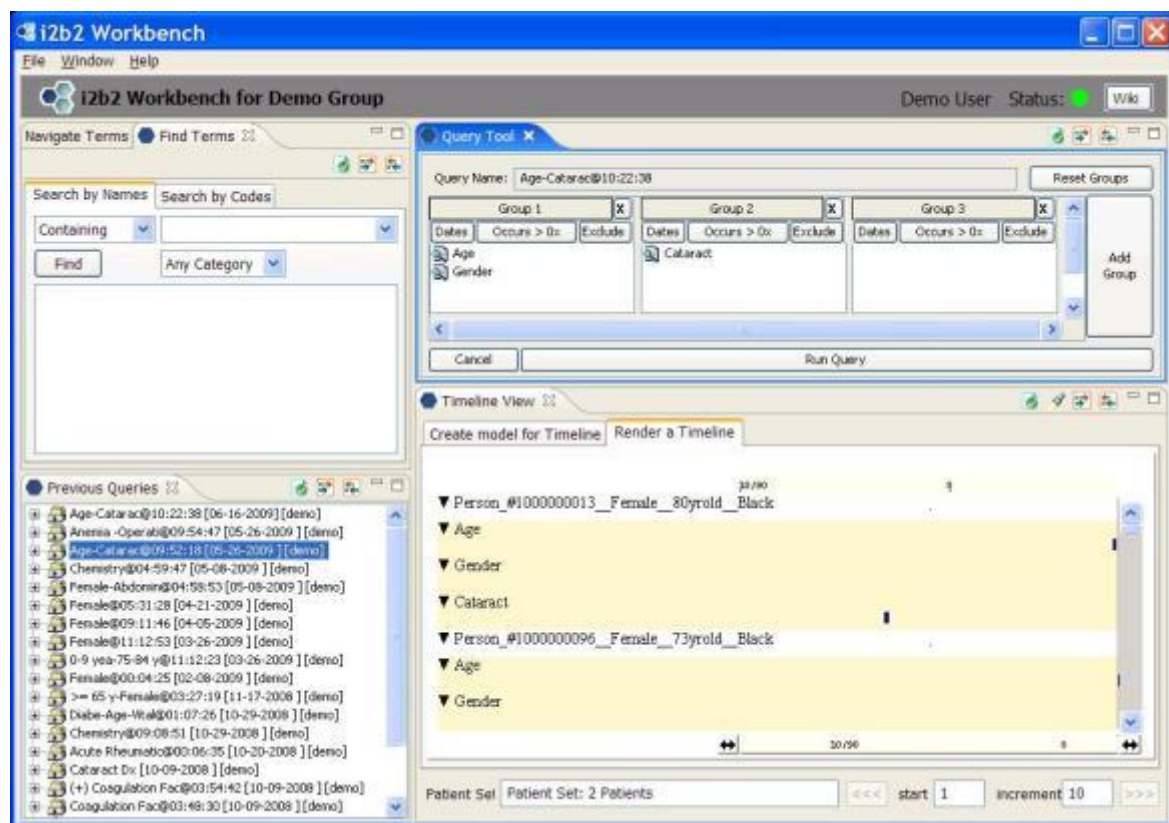 i2b2 Workbench
File Window Help
i2b2 Workbench for Demo Group
Demo User Status: Wiki
Navigate Terms Find Terms
Search by Names Search by Codes
Containing
Find Any Category
Query Tool
Query Name: Age-Catarac@10:22:38 Reset Groups
Group 1 X Group 2 X Group 3 X
Dates Occurs > 0x Exclude Dates Occurs > 0x Exclude Dates Occurs > 0x Exclude
Age Cataract
Gender
Add Group
Cancel Run Query
Previous Queries
Age-Catarac@10:22:38 [06-16-2009] [demo]
Anemia -Operati@09:54:47 [05-26-2009 ] [demo]
Age-Catarac@09:52:18 [05-26-2009 ] [demo]
Chemistry@04:59:47 [05-08-2009 ] [demo]
Female-Abdomin@04:58:53 [05-08-2009 ] [demo]
Female@05:31:28 [04-21-2009 ] [demo]
Female@09:11:46 [04-05-2009 ] [demo]
Female@11:12:53 [03-26-2009 ] [demo]
0-9 yea-75-84 y@11:12:23 [03-26-2009 ] [demo]
Female@00:04:25 [02-08-2009 ] [demo]
>= 65 y-Female@03:27:19 [11-17-2008 ] [demo]
Diabe-Age-Vital@01:07:26 [10-29-2008 ] [demo]
Chemistry@09:08:51 [10-29-2008 ] [demo]
Acute Rheumatio@00:06:35 [10-20-2008 ] [demo]
Cataract Dx [10-09-2008 ] [demo]
(+) Coagulation Fac@03:54:42 [10-09-2008 ] [demo]
Coagulation Fac@03:48:30 [10-09-2008 ] [demo]
Timeline View
Create model for Timeline Render a Timeline
▼ Person_#1000000013__Female__80yrold__Black
▼ Age
▼ Gender
▼ Cataract
▼ Person_#1000000096__Female__73yrold__Black
▼ Age
▼ Gender
Patient Set Patient Set: 2 Patients <<< start 1 increment 10 >>>